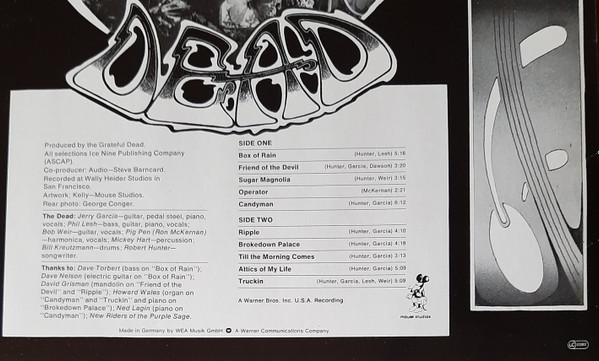 DEAD
Produced by the Grateful Dead.
All selections Ice Nine Publishing Company
(ASCAP).
Co-producer: Audio—Steve Barncard.
Recorded at Wally Heider Studios in
San Francisco.
Artwork: Kelly—Mouse Studios.
Rear photo: George Conger.
The Dead: Jerry Garcia—guitar, pedal steel, piano,
vocals; Phil Lesh—bass, guitar, piano, vocals;
Bob Weir—guitar, vocals; Pig Pen (Ron McKernan)
—harmonica, vocals; Mickey Hart—percussion;
Bill Kreutzmann—drums; Robert Hunter—
songwriter.
Thanks to: Dave Torbert (bass on "Box of Rain");
Dave Nelson (electric guitar on "Box of Rain");
David Grisman (mandolin on "Friend of the
Devil" and "Ripple"); Howard Wales (organ on
"Candyman" and "Truckin" and piano on
"Brokedown Palace"); Ned Lagin (piano on
"Candyman"); New Riders of the Purple Sage.
SIDE ONE
Box of Rain (Hunter, Lesh) 5:16
Friend of the Devil (Hunter, Garcia, Dawson) 3:20
Sugar Magnolia (Hunter, Weir) 3:15
Operator (McKernan) 2:21
Candyman (Hunter, Garcia) 6:12
SIDE TWO
Ripple (Hunter, Garcia) 4:10
Brokedown Palace (Hunter, Garcia) 4:18
Till the Morning Comes (Hunter, Garcia) 3:13
Attics of My Life (Hunter, Garcia) 5:09
Truckin (Hunter, Garcia, Lesh, Weir) 5:09
A Warner Bros. Inc. U.S.A. Recording
mouse studios
Made in Germany by WEA Musik GmbH A Warner Communications Company